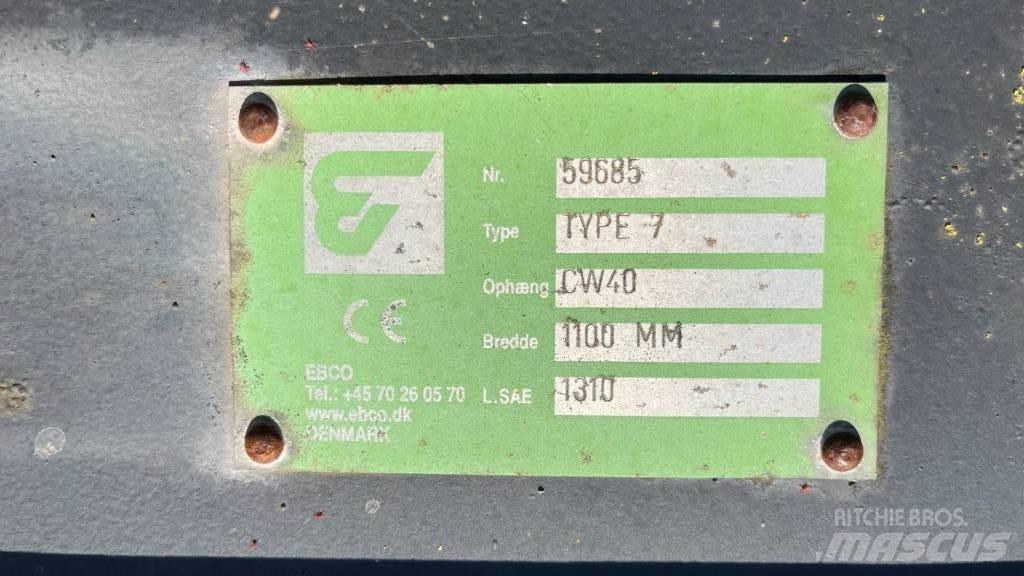 Nr. 59685
Type TYPE 7
Ophæng CW40
Bredde 1100 MM
L.SAE 1310
CE
EBCO
Tel.: +45 70 26 05 70
www.ebco.dk
DENMARK
RITCHIE BROS.
MASCUS